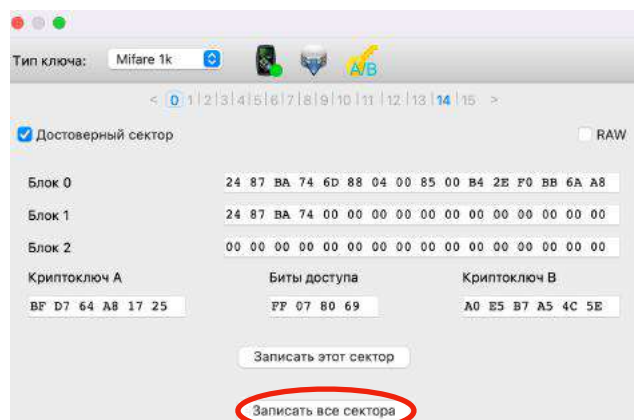 Тип ключа: Mifare 1k A/B
< 0 1 2 3 4 5 6 7 8 9 10 11 12 13 14 15 >
Достоверный сектор RAW
Блок 0 24 87 BA 74 6D 88 04 00 85 00 B4 2E F0 BB 6A A8
Блок 1 24 87 BA 74 00 00 00 00 00 00 00 00 00 00 00 00
Блок 2 00 00 00 00 00 00 00 00 00 00 00 00 00 00 00 00
Криптоключ A Биты доступа Криптоключ B
BF D7 64 A8 17 25 FF 07 80 69 A0 E5 B7 A5 4C 5E
Записать этот сектор
Записать все сектора